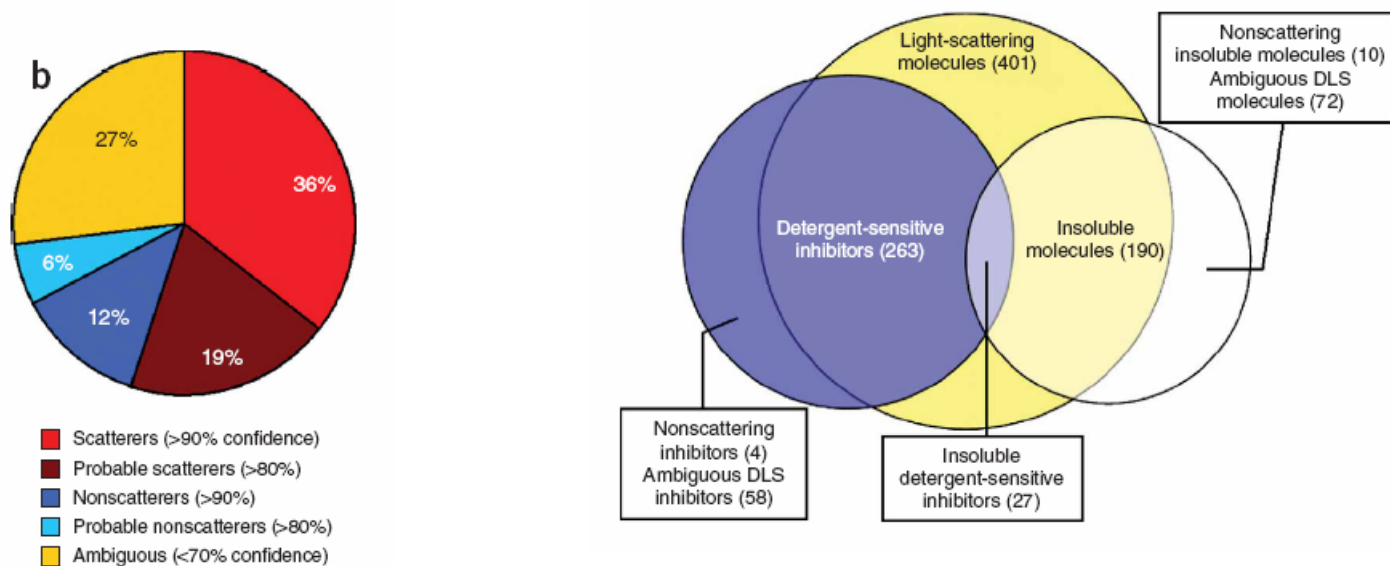 b
27%
36%
6%
12%
19%
Scatterers (>90% confidence)
Probable scatterers (>80%)
Nonscatterers (>90%)
Probable nonscatterers (>80%)
Ambiguous (<70% confidence)
Light-scattering
molecules (401)
Nonscattering
insoluble molecules (10)
Ambiguous DLS
molecules (72)
Detergent-sensitive
inhibitors (263)
Insoluble
molecules (190)
Nonscattering
inhibitors (4)
Ambiguous DLS
inhibitors (58)
Insoluble
detergent-sensitive
inhibitors (27)